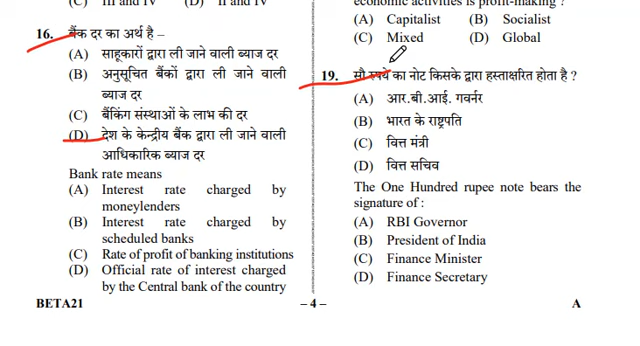 (C) III and IV (D) II and IV
16. बैंक दर का अर्थ है –
(A) साहूकारों द्वारा ली जाने वाली ब्याज दर
(B) अनुसूचित बैंकों द्वारा ली जाने वाली
ब्याज दर
(C) बैंकिंग संस्थाओं के लाभ की दर
(D) देश के केन्द्रीय बैंक द्वारा ली जाने वाली
आधिकारिक ब्याज दर
Bank rate means
(A) Interest rate charged by
moneylenders
(B) Interest rate charged by
scheduled banks
(C) Rate of profit of banking institutions
(D) Official rate of interest charged
by the Central bank of the country
economic activities is profit-making ?
(A) Capitalist (B) Socialist
(C) Mixed (D) Global
19. सौ रुपये का नोट किसके द्वारा हस्ताक्षरित होता है ?
(A) आर.बी.आई. गवर्नर
(B) भारत के राष्ट्रपति
(C) वित्त मंत्री
(D) वित्त सचिव
The One Hundred rupee note bears the
signature of :
(A) RBI Governor
(B) President of India
(C) Finance Minister
(D) Finance Secretary
BETA21 – 4 – A